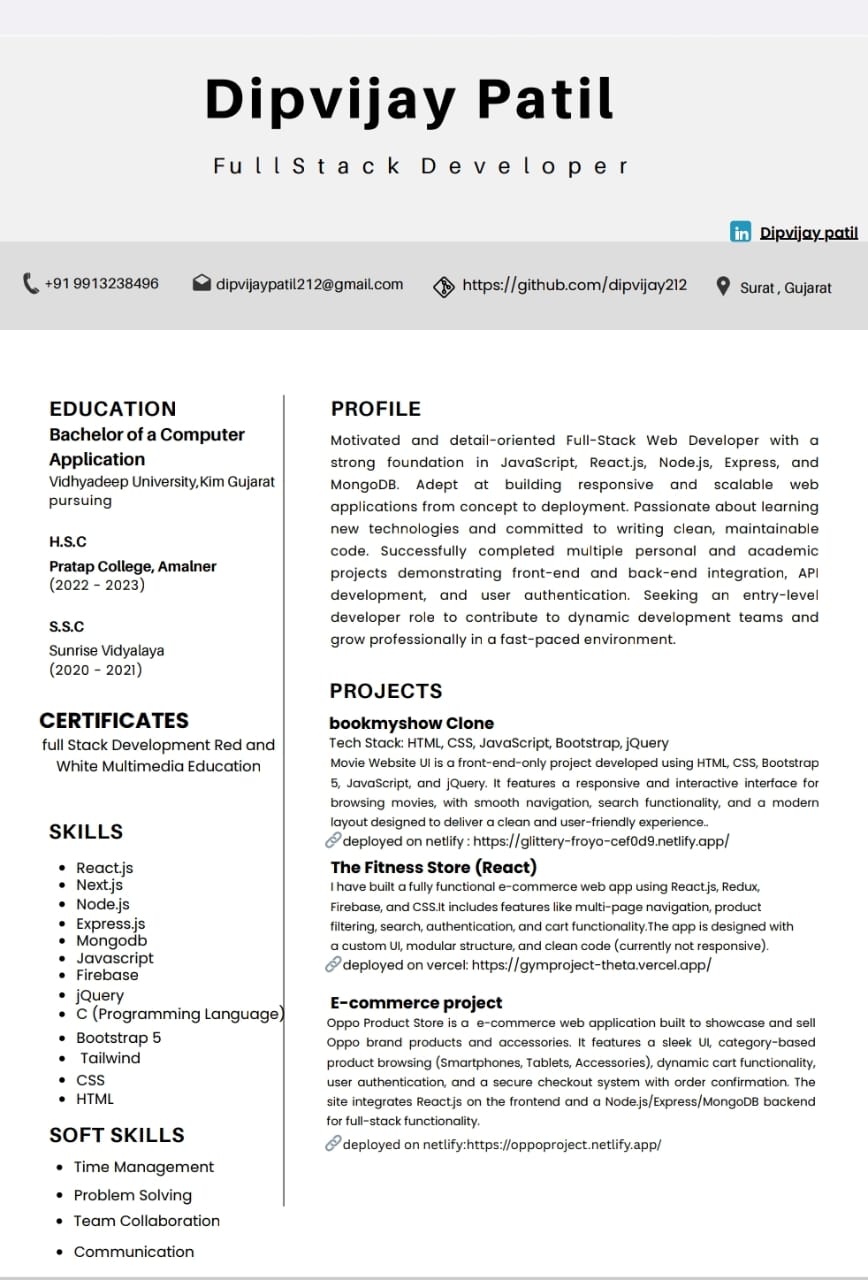 Dipvijay Patil
FullStack Developer
in Dipvijay patil
+91 9913238496
dipvijaypatil212@gmail.com
https://github.com/dipvijay212
Surat , Gujarat
EDUCATION
Bachelor of a Computer
Application
Vidhyadeep University,Kim Gujarat
pursuing
H.S.C
Pratap College, Amalner
(2022 - 2023)
S.S.C
Sunrise Vidyalaya
(2020 - 2021)
CERTIFICATES
full Stack Development Red and
White Multimedia Education
SKILLS
• React.js
• Next.js
• Node.js
• Express.js
• Mongodb
• Javascript
• Firebase
• jQuery
• C (Programming Language)
• Bootstrap 5
• Tailwind
• CSS
• HTML
SOFT SKILLS
• Time Management
• Problem Solving
• Team Collaboration
• Communication
PROFILE
Motivated and detail-oriented Full-Stack Web Developer with a
strong foundation in JavaScript, React.js, Node.js, Express, and
MongoDB. Adept at building responsive and scalable web
applications from concept to deployment. Passionate about learning
new technologies and committed to writing clean, maintainable
code. Successfully completed multiple personal and academic
projects demonstrating front-end and back-end integration, API
development, and user authentication. Seeking an entry-level
developer role to contribute to dynamic development teams and
grow professionally in a fast-paced environment.
PROJECTS
bookmyshow Clone
Tech Stack: HTML, CSS, JavaScript, Bootstrap, jQuery
Movie Website UI is a front-end-only project developed using HTML, CSS, Bootstrap
5, JavaScript, and jQuery. It features a responsive and interactive interface for
browsing movies, with smooth navigation, search functionality, and a modern
layout designed to deliver a clean and user-friendly experience..
deployed on netlify : https://glittery-froyo-cef0d9.netlify.app/
The Fitness Store (React)
I have built a fully functional e-commerce web app using React.js, Redux,
Firebase, and CSS.It includes features like multi-page navigation, product
filtering, search, authentication, and cart functionality.The app is designed with
a custom UI, modular structure, and clean code (currently not responsive).
deployed on vercel: https://gymproject-theta.vercel.app/
E-commerce project
Oppo Product Store is a e-commerce web application built to showcase and sell
Oppo brand products and accessories. It features a sleek UI, category-based
product browsing (Smartphones, Tablets, Accessories), dynamic cart functionality,
user authentication, and a secure checkout system with order confirmation. The
site integrates React.js on the frontend and a Node.js/Express/MongoDB backend
for full-stack functionality.
deployed on netlify:https://oppoproject.netlify.app/